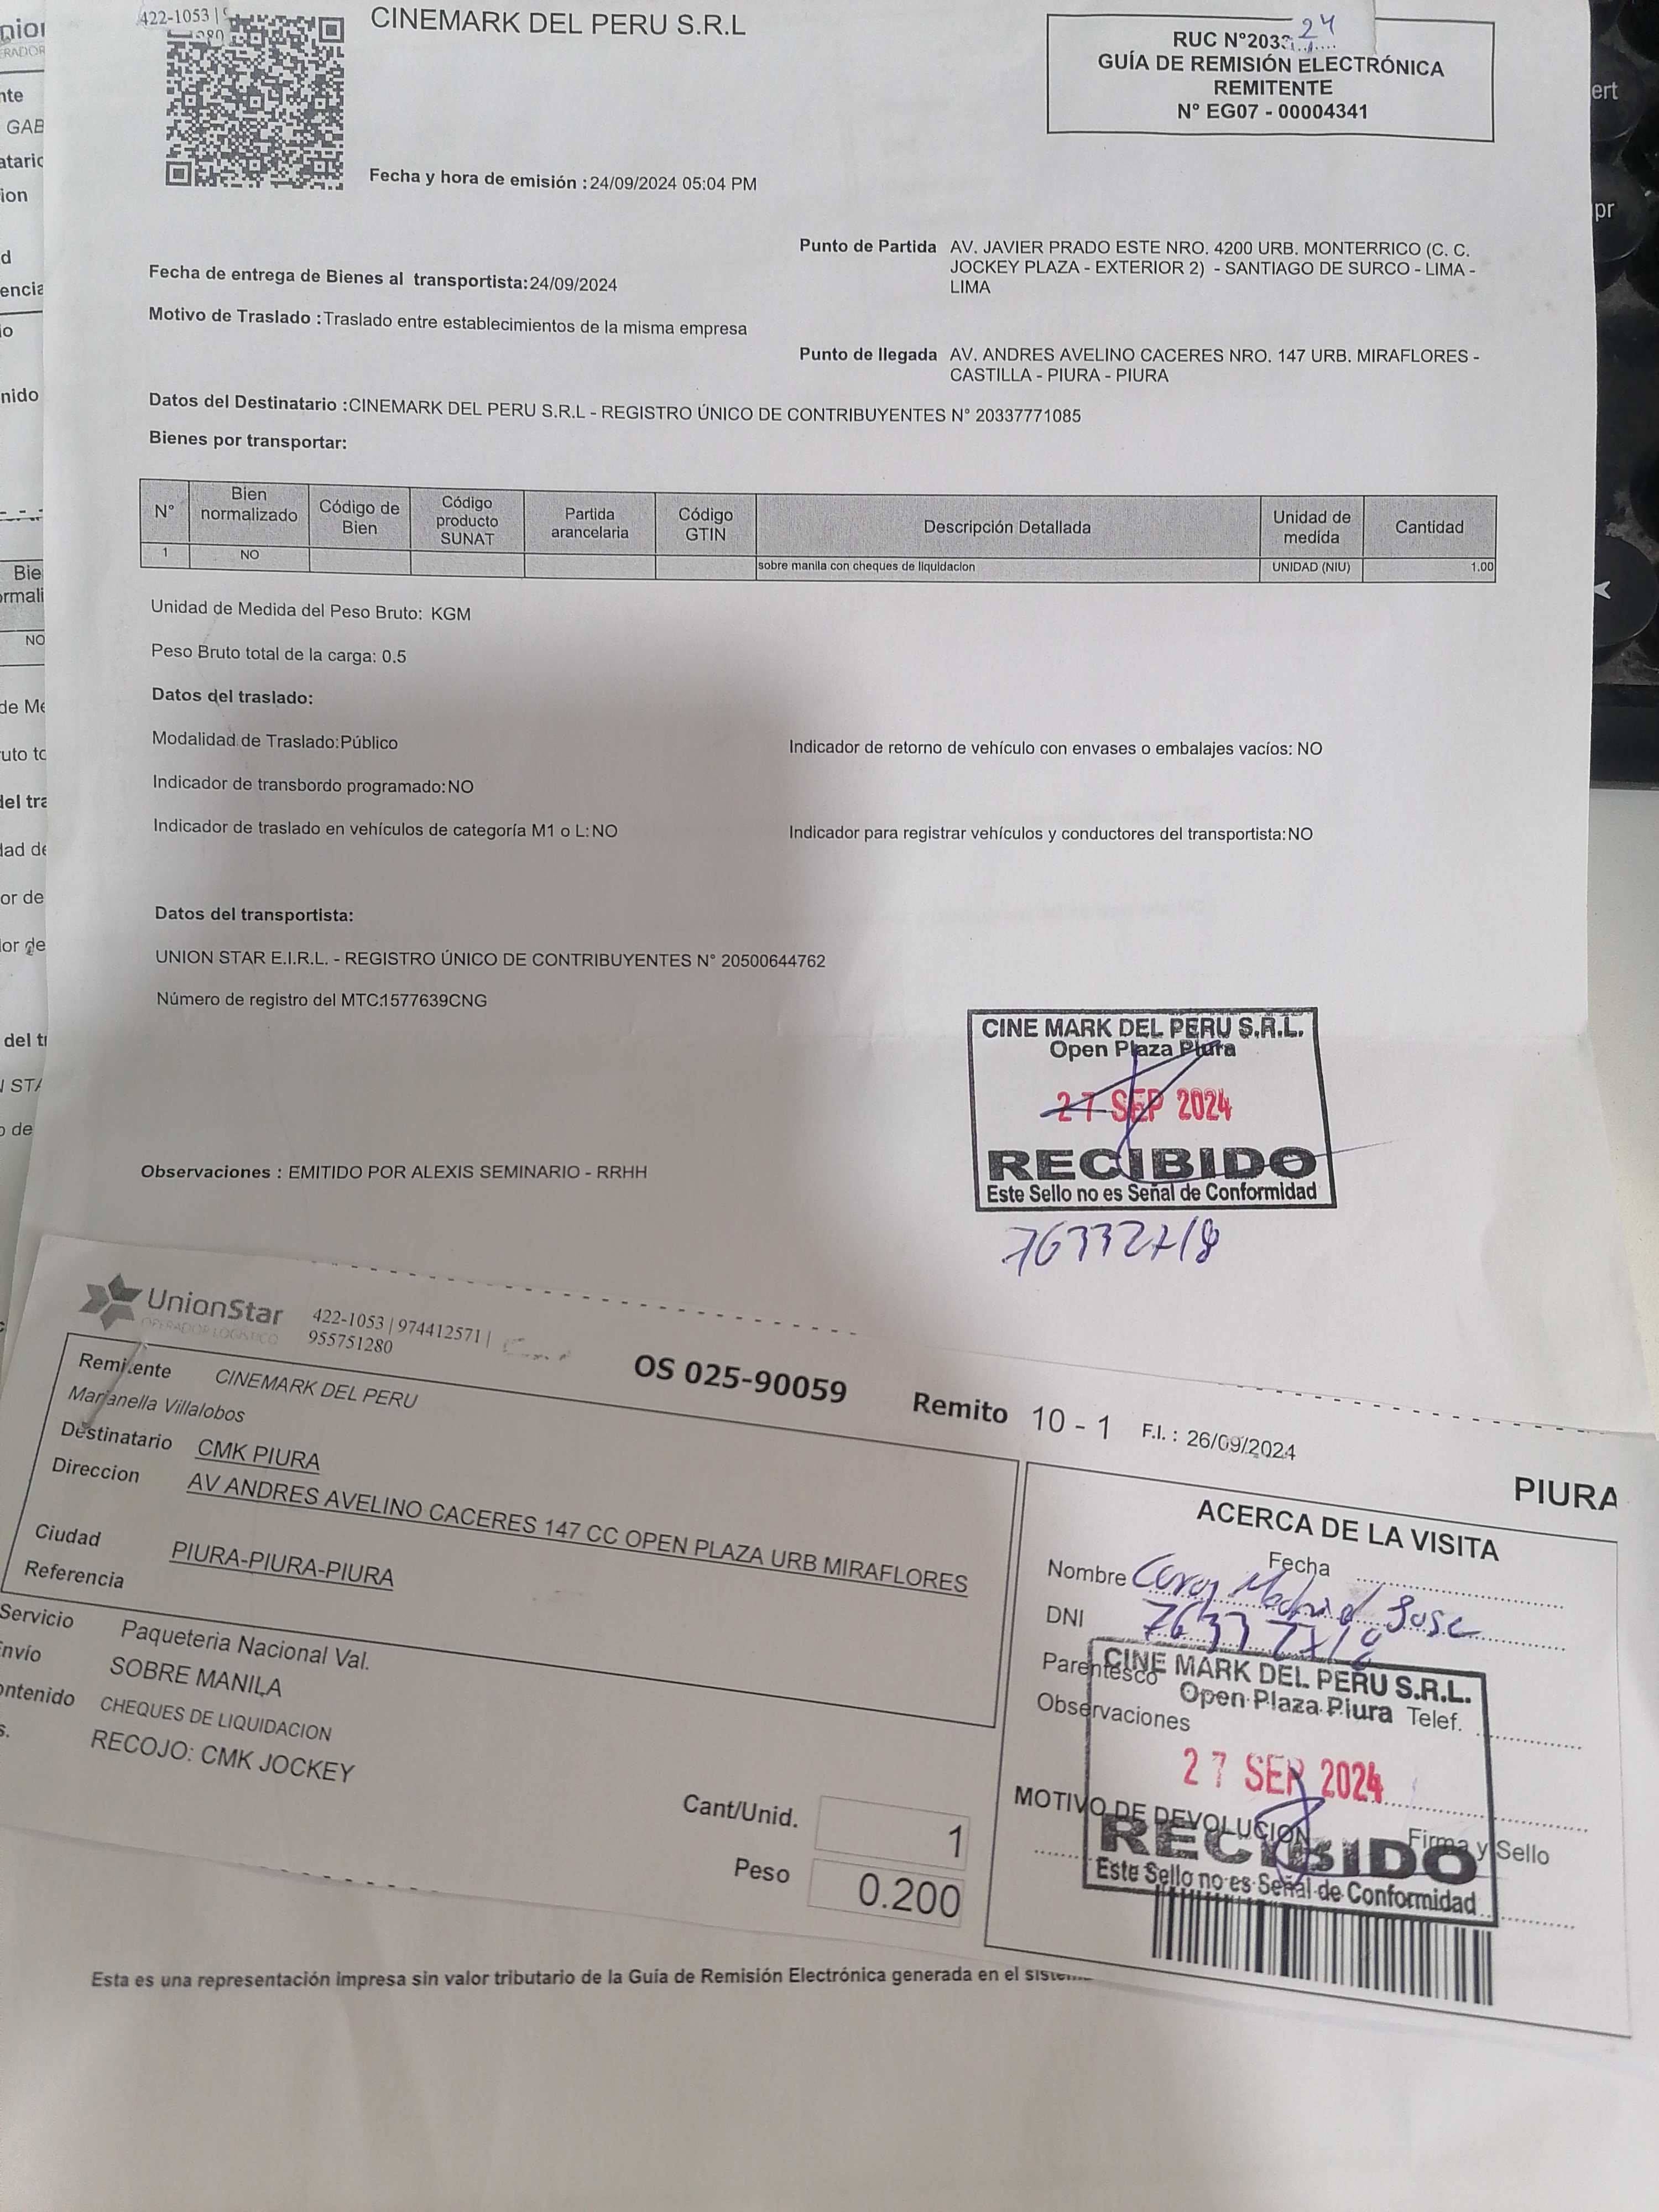 422-1053 |
CINEMARK DEL PERU S.R.L
24
RUC N°2033
GUÍA DE REMISIÓN ELECTRÓNICA
REMITENTE
N° EG07 - 00004341
Fecha y hora de emisión :24/09/2024 05:04 PM
Punto de Partida AV. JAVIER PRADO ESTE NRO. 4200 URB. MONTERRICO (C. C.
JOCKEY PLAZA - EXTERIOR 2) - SANTIAGO DE SURCO - LIMA -
LIMA
Fecha de entrega de Bienes al transportista:24/09/2024
Motivo de Traslado :Traslado entre establecimientos de la misma empresa
Punto de llegada AV. ANDRES AVELINO CACERES NRO. 147 URB. MIRAFLORES -
CASTILLA - PIURA - PIURA
Datos del Destinatario :CINEMARK DEL PERU S.R.L - REGISTRO ÚNICO DE CONTRIBUYENTES N° 20337771085
Bienes por transportar:
N° Bien normalizado Código de Bien Código producto SUNAT Partida arancelaria Código GTIN Descripción Detallada Unidad de medida Cantidad
1 NO sobre manila con cheques de liquidacion UNIDAD (NIU) 1.00
Unidad de Medida del Peso Bruto: KGM
Peso Bruto total de la carga: 0.5
Datos del traslado:
Modalidad de Traslado:Público
Indicador de retorno de vehículo con envases o embalajes vacíos: NO
Indicador de transbordo programado:NO
Indicador de traslado en vehículos de categoría M1 o L:NO
Indicador para registrar vehículos y conductores del transportista:NO
Datos del transportista:
UNION STAR E.I.R.L. - REGISTRO ÚNICO DE CONTRIBUYENTES N° 20500644762
Número de registro del MTC:1577639CNG
CINE MARK DEL PERU S.R.L.
Open Plaza Piura
27 SEP 2024
RECIBIDO
Este Sello no es Señal de Conformidad
76332718
Observaciones : EMITIDO POR ALEXIS SEMINARIO - RRHH
UnionStar
OPERADOR LOGISTICO
422-1053 | 974412571 |
955751280
OS 025-90059
Remito 10 - 1
F.I. : 26/09/2024
PIURA
Remitente CINEMARK DEL PERU
Marianella Villalobos
Destinatario CMK PIURA
Direccion AV ANDRES AVELINO CACERES 147 CC OPEN PLAZA URB MIRAFLORES
Ciudad PIURA-PIURA-PIURA
Referencia
Servicio Paqueteria Nacional Val.
SOBRE MANILA
CHEQUES DE LIQUIDACION
RECOJO: CMK JOCKEY
Cant/Unid. 1
Peso 0.200
ACERCA DE LA VISITA
Fecha
Nombre Madrid Jose
DNI
Parentesco
Telef.
Observaciones
CINE MARK DEL PERU S.R.L.
Open Plaza Piura
27 SEP 2024
MOTIVO DE DEVOLUCION
RECIBIDO
Firma y Sello
Este Sello no es Señal de Conformidad
Esta es una representación impresa sin valor tributario de la Guía de Remisión Electrónica generada en el